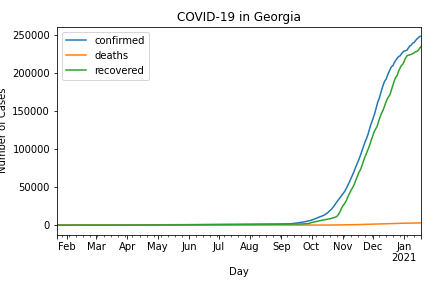 COVID-19 in Georgia
confirmed
deaths
recovered
250000
200000
150000
100000
50000
0
Number of Cases
Feb Mar Apr May Jun Jul Aug Sep Oct Nov Dec Jan
2021
Day